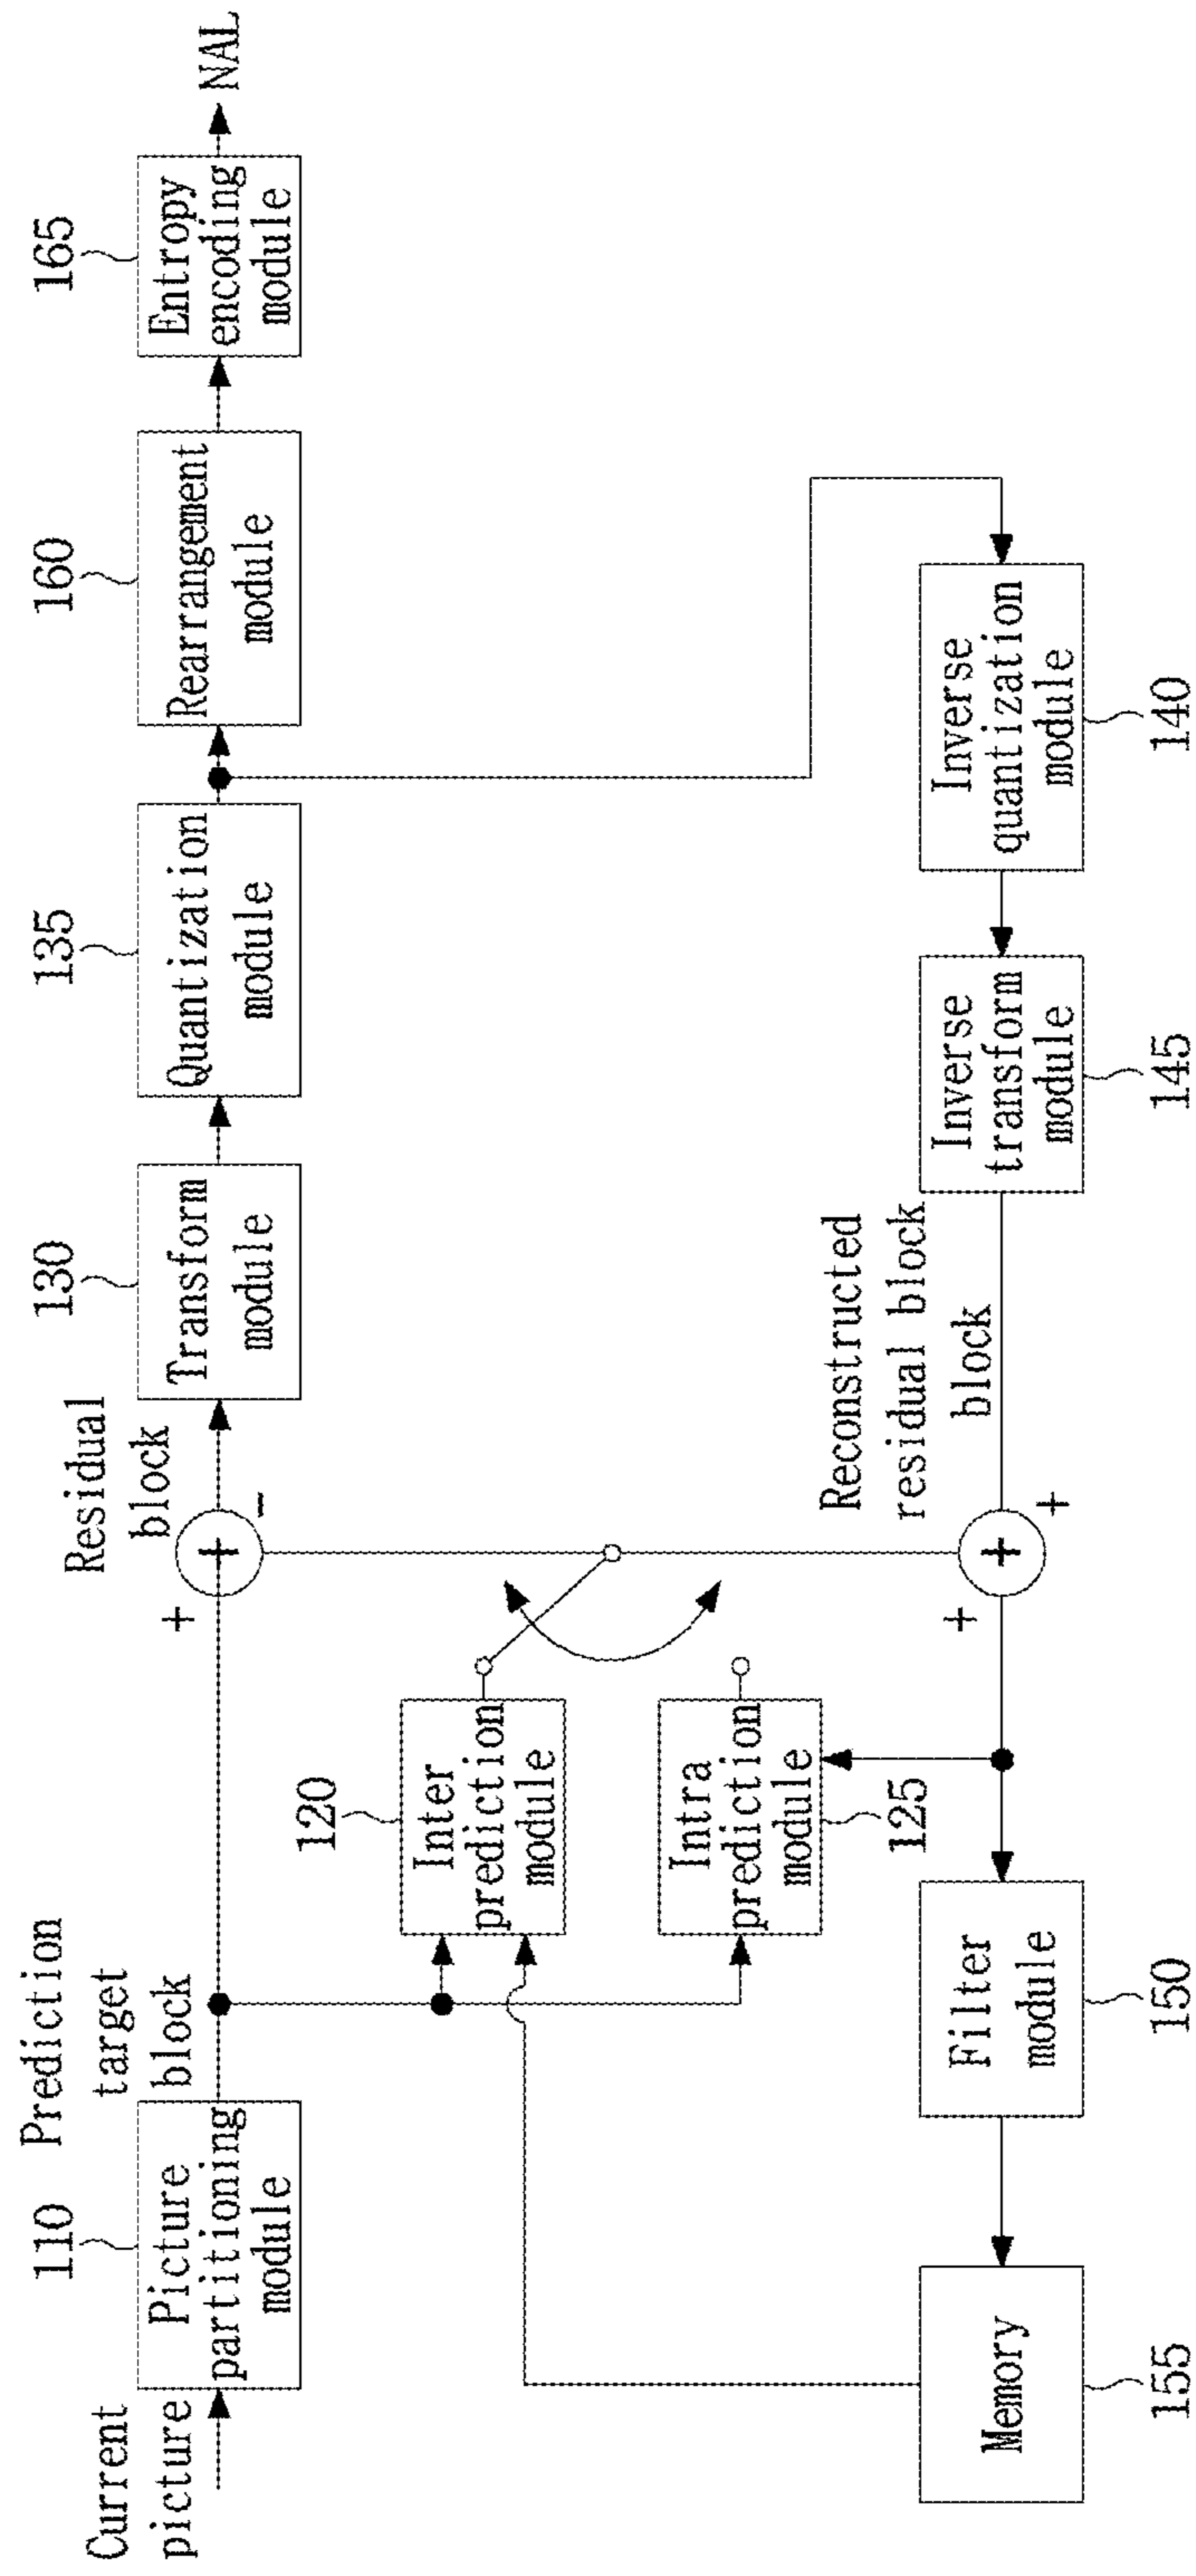 110
Prediction
target
block
Current
picture
Picture
partitioning
module
Residual
block
+
+
-
130
Transform
module
135
Quantization
module
160
Rearrangement
module
165
Entropy
encoding
module
NAL
120
Inter
prediction
module
Intra
prediction
module
125
Memory
155
Filter
module
150
+
+
+
Reconstructed
residual block
block
Inverse
transform
module
145
Inverse
quantization
module
140